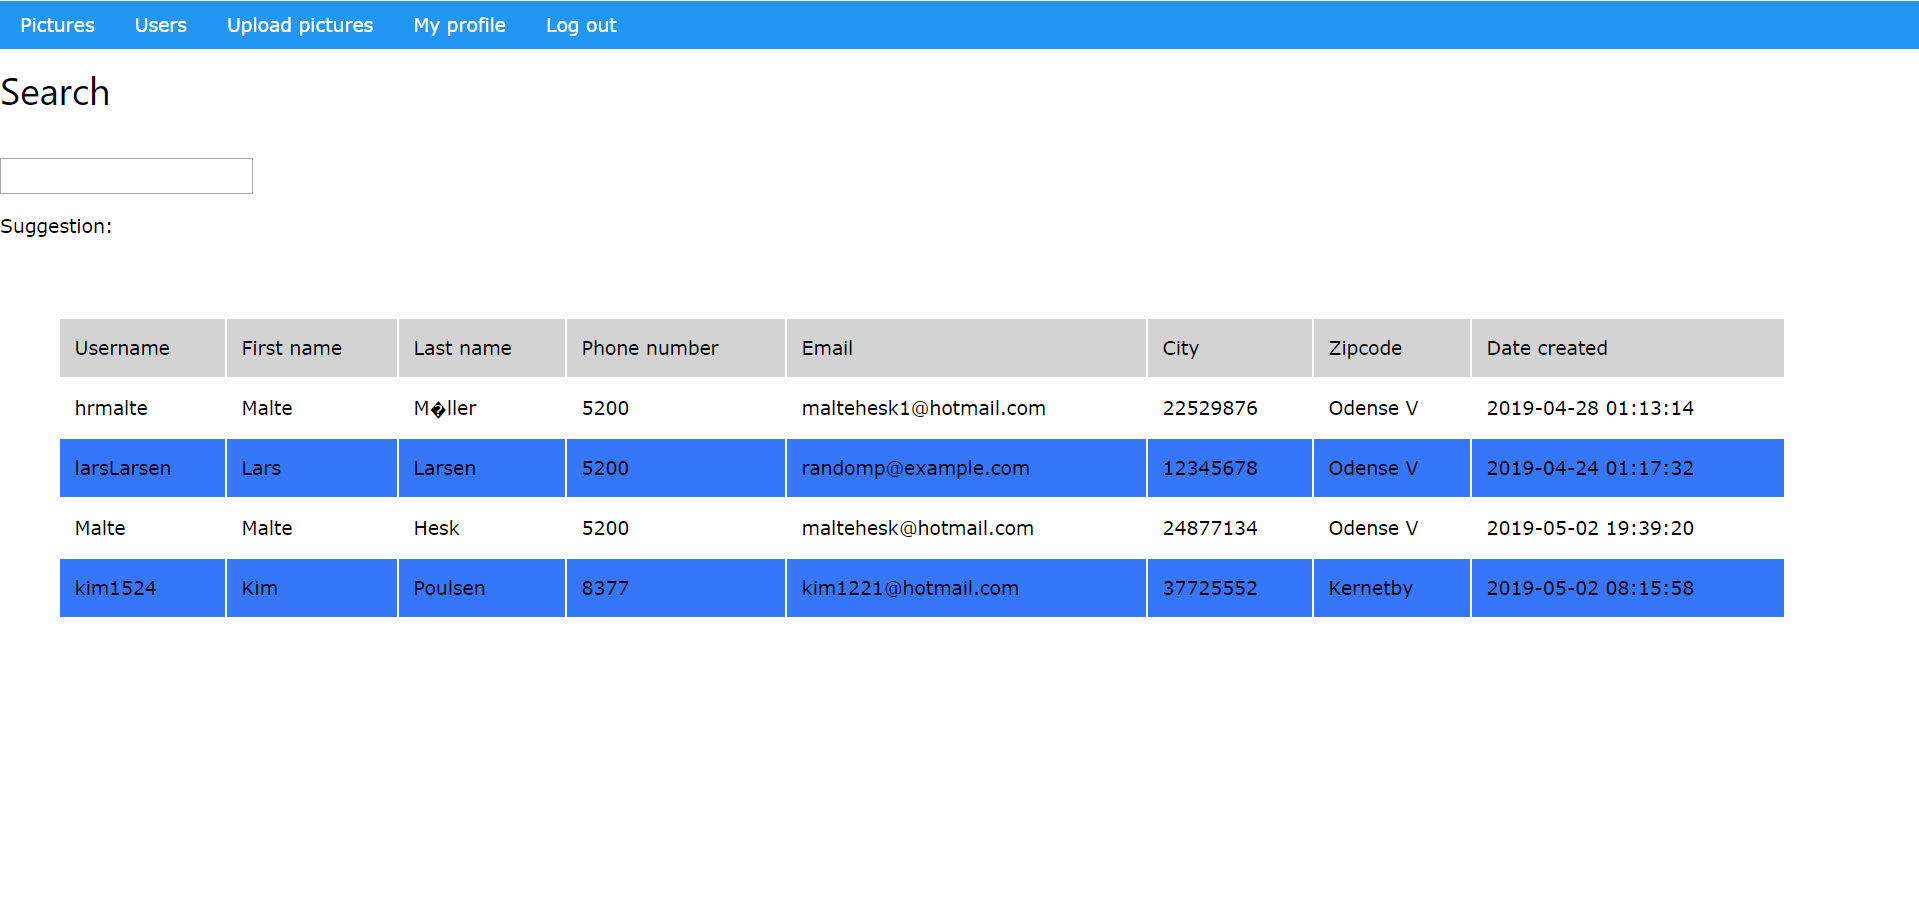 Pictures Users Upload pictures My profile Log out
Search
Suggestion:
Username First name Last name Phone number Email City Zipcode Date created
hrmalte Malte M�ller 5200 maltehesk1@hotmail.com 22529876 Odense V 2019-04-28 01:13:14
larsLarsen Lars Larsen 5200 randomp@example.com 12345678 Odense V 2019-04-24 01:17:32
Malte Malte Hesk 5200 maltehesk@hotmail.com 24877134 Odense V 2019-05-02 19:39:20
kim1524 Kim Poulsen 8377 kim1221@hotmail.com 37725552 Kernetby 2019-05-02 08:15:58